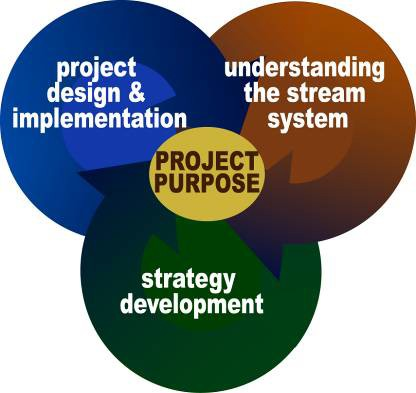 project
design &
implementation
understanding
the stream
system
PROJECT
PURPOSE
strategy
development